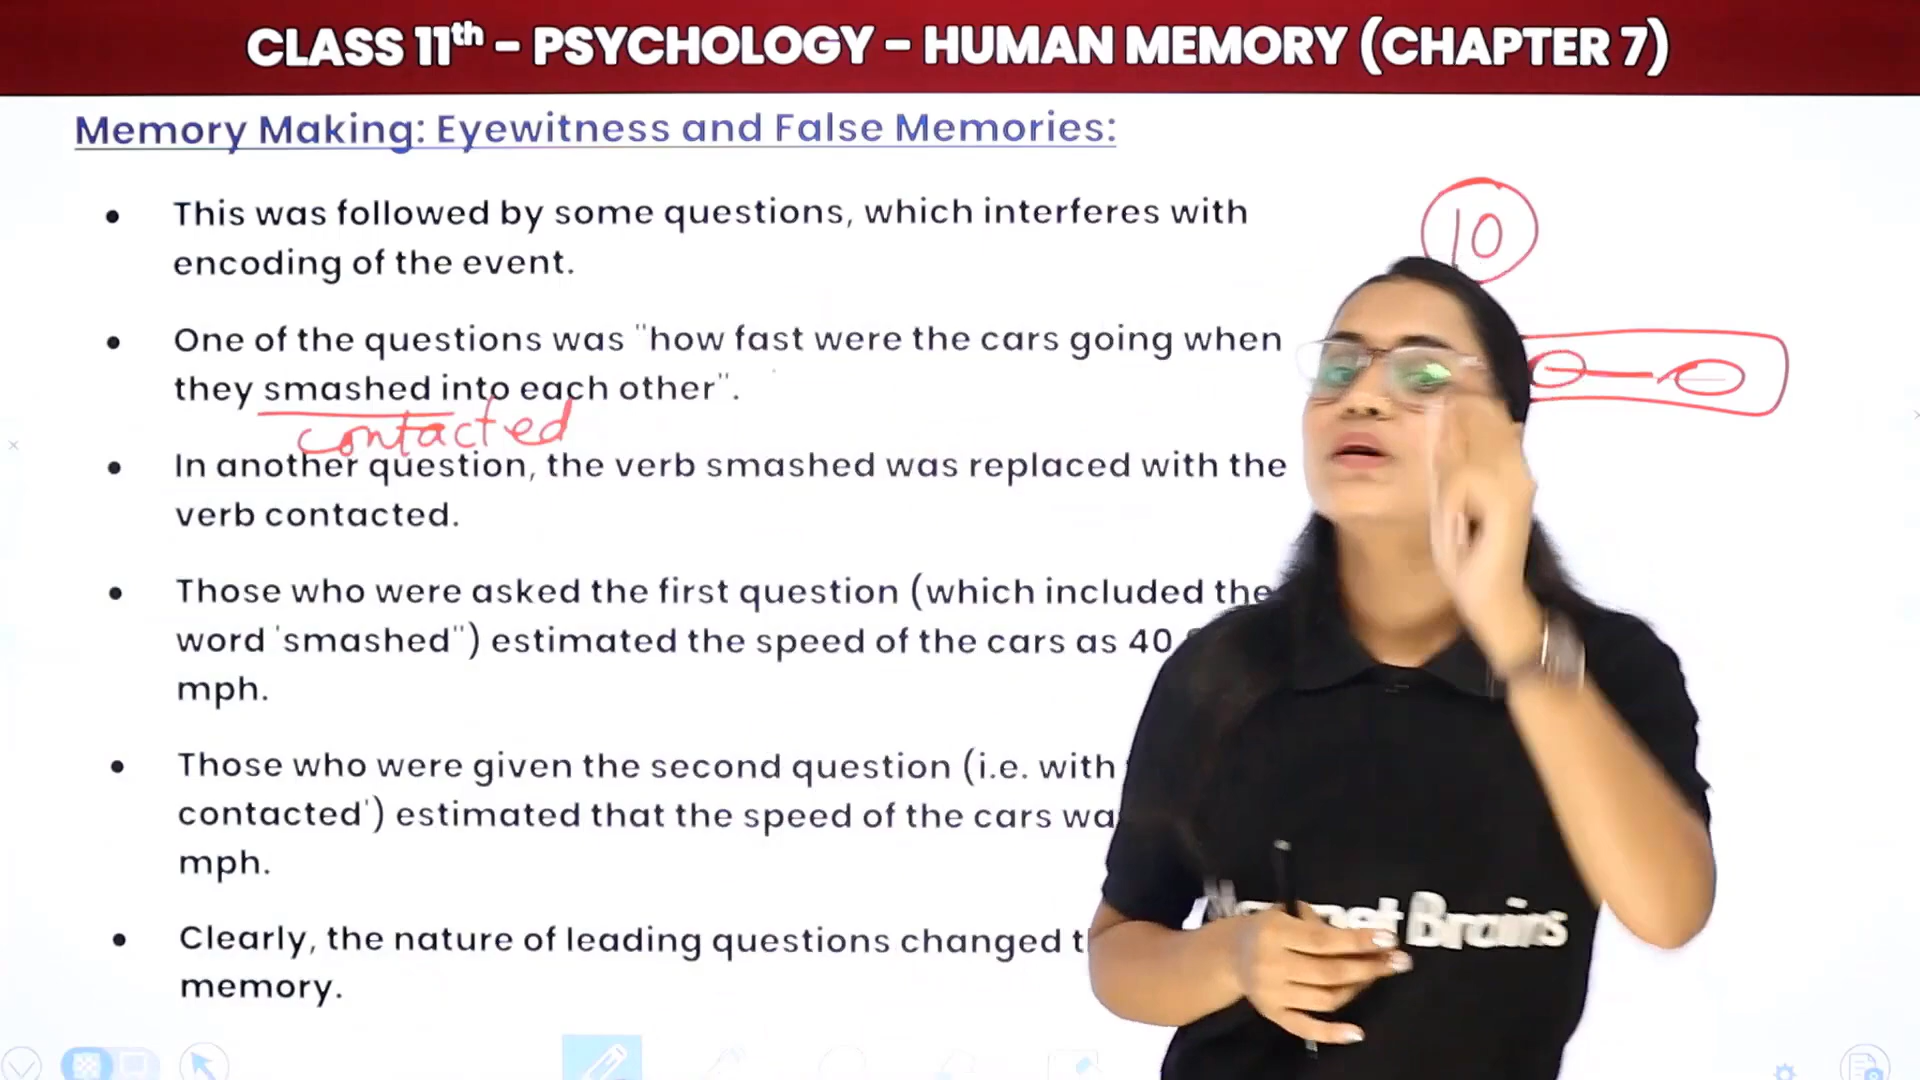 CLASS 11th – PSYCHOLOGY – HUMAN MEMORY (CHAPTER 7)
Memory Making: Eyewitness and False Memories:
• This was followed by some questions, which interferes with
encoding of the event.
10
• One of the questions was "how fast were the cars going when
they smashed into each other".
contacted
• In another question, the verb smashed was replaced with the
verb contacted.
• Those who were asked the first question (which included the
word 'smashed") estimated the speed of the cars as 40
mph.
• Those who were given the second question (i.e. with
contacted') estimated that the speed of the cars
mph.
• Clearly, the nature of leading questions changed
memory.
Brains